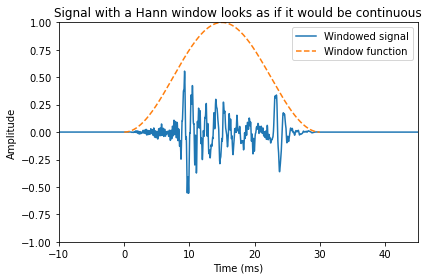 Signal with a Hann window looks as if it would be continuous
1.00
0.75
0.50
0.25
0.00
−0.25
−0.50
−0.75
−1.00
Amplitude
Windowed signal
Window function
−10 0 10 20 30 40
Time (ms)